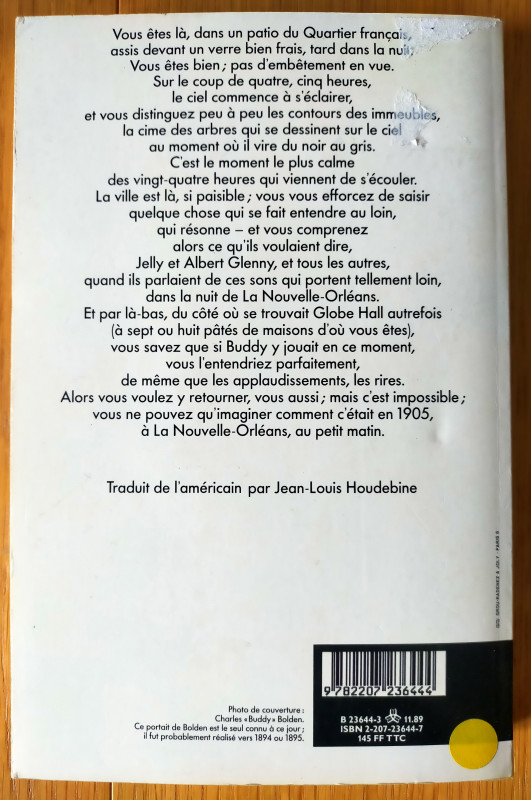 Vous êtes là, dans un patio du Quartier français,
assis devant un verre bien frais, tard dans la nuit;
Vous êtes bien; pas d'embêtement en vue.
Sur le coup de quatre, cinq heures,
le ciel commence à s'éclairer,
et vous distinguez peu à peu les contours des immeubles,
la cime des arbres qui se dessinent sur le ciel
au moment où il vire du noir au gris.
C'est le moment le plus calme
des vingt-quatre heures qui viennent de s'écouler.
La ville est là, si paisible; vous vous efforcez de saisir
quelque chose qui se fait entendre au loin,
qui résonne – et vous comprenez
alors ce qu'ils voulaient dire,
Jelly et Albert Glenny, et tous les autres,
quand ils parlaient de ces sons qui portent tellement loin,
dans la nuit de La Nouvelle-Orléans.
Et par là-bas, du côté où se trouvait Globe Hall autrefois
(à sept ou huit pâtés de maisons d'où vous êtes),
vous savez que si Buddy y jouait en ce moment,
vous l'entendriez parfaitement,
de même que les applaudissements, les rires.
Alors vous voulez y retourner, vous aussi; mais c'est impossible;
vous ne pouvez qu'imaginer comment c'était en 1905,
à La Nouvelle-Orléans, au petit matin.
Traduit de l'américain par Jean-Louis Houdebine
Photo de couverture :
Charles «Buddy» Bolden.
Ce portait de Bolden est le seul connu à ce jour;
il fut probablement réalisé vers 1894 ou 1895.
9 782207 236444
B 23644-3 11.89
ISBN 2-207-23644-7
145 FF TTC